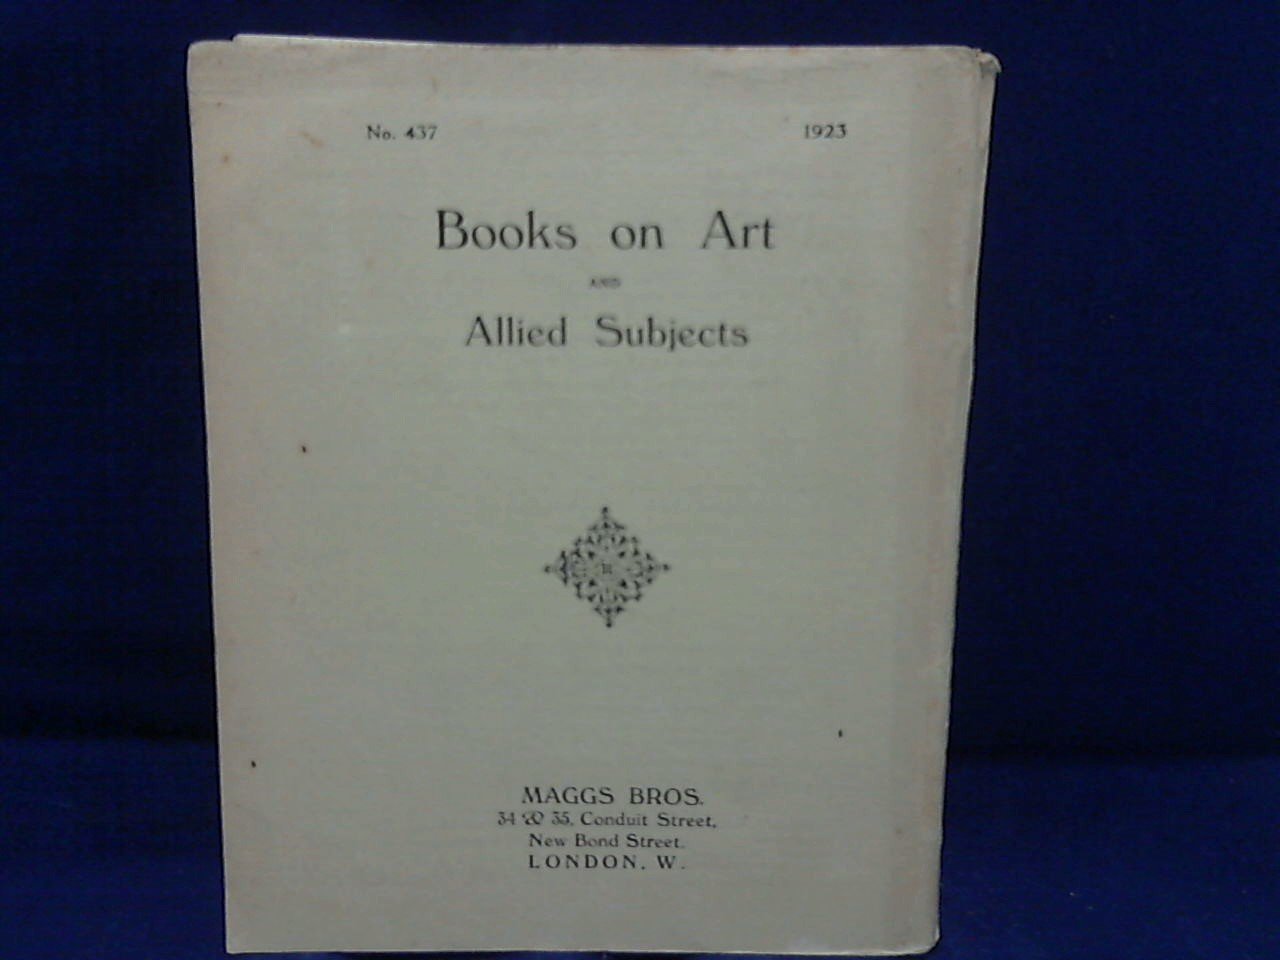 No. 437 1923
Books on Art
AND
Allied Subjects
MAGGS BROS.
34 & 35, Conduit Street,
New Bond Street,
LONDON, W.